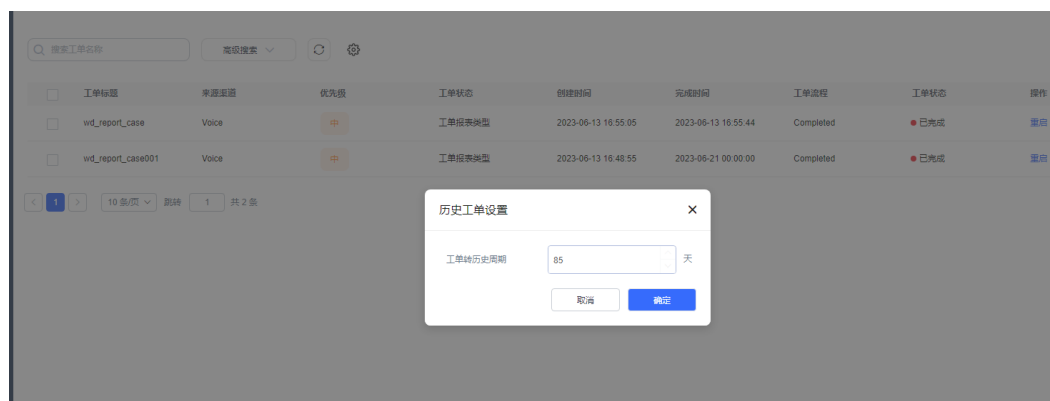 搜索工单名称 高级搜索
工单标题 来源渠道 优先级 工单状态 创建时间 完成时间 工单流程 工单状态 操作
wd_report_case Voice 中 工单报表类型 2023-06-13 16:55:05 2023-06-13 16:55:44 Completed 已完成 重启
wd_report_case001 Voice 中 工单报表类型 2023-06-13 16:48:55 2023-06-21 00:00:00 Completed 已完成 重启
1 10 条/页 跳转 1 共 2 条
历史工单设置
工单转历史周期 85 天
取消 确定